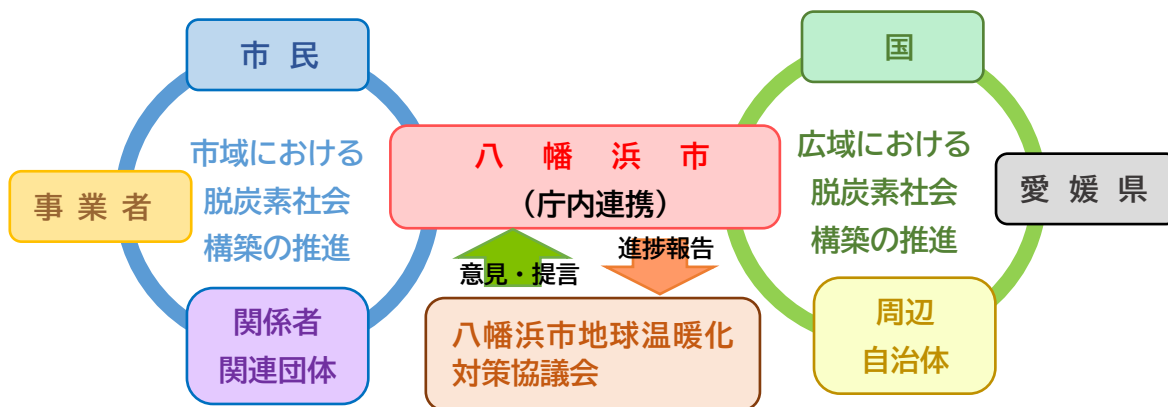 市民
国
市域における
脱炭素社会
構築の推進
事業者
八幡浜市
（庁内連携）
広域における
脱炭素社会
構築の推進
愛媛県
意見・提言
進捗報告
関係者
関連団体
八幡浜市地球温暖化
対策協議会
周辺
自治体